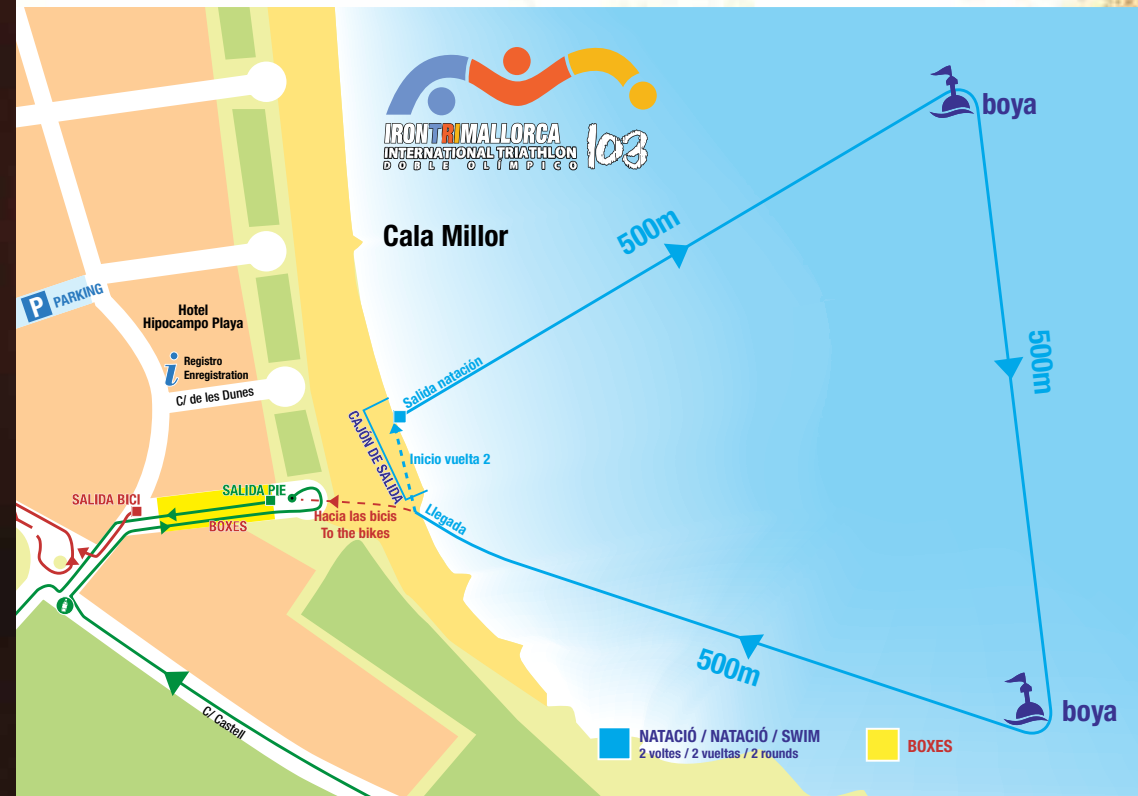 IRONTRIMALLORCA
INTERNATIONAL TRIATHLON
DOBLE OLÍMPICO
103
boya
Cala Millor
500m
P PARKING
Hotel
Hipocampo Playa
i Registro
Enregistration
C/ de les Dunes
500m
Salida natación
CAJÓN DE SALIDA
Inicio vuelta 2
SALIDA PIE
SALIDA BICI
BOXES
Hacia las bicis
To the bikes
Llegada
500m
boya
C/ Castell
NATACIÓ / NATACIÓ / SWIM
2 voltes / 2 vueltas / 2 rounds
BOXES